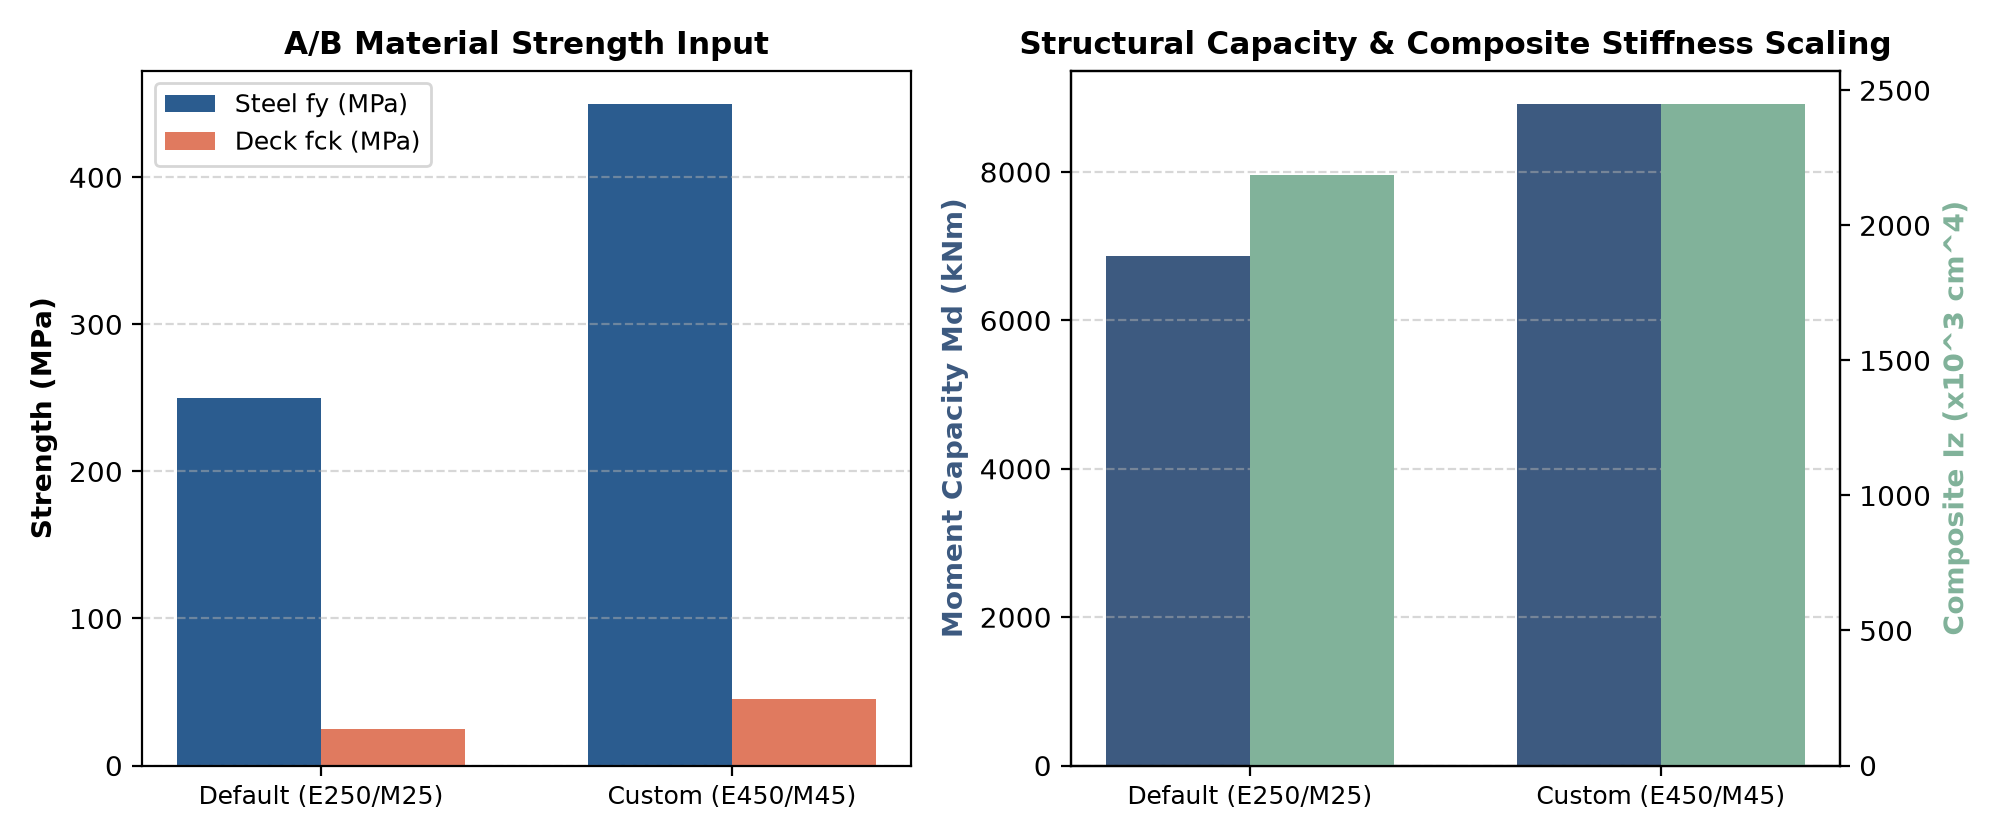 A/B Material Strength Input
Steel fy (MPa)
Deck fck (MPa)
Strength (MPa)
400
300
200
100
0
Default (E250/M25)
Custom (E450/M45)
Structural Capacity & Composite Stiffness Scaling
Moment Capacity Md (kNm)
8000
6000
4000
2000
0
Default (E250/M25)
Custom (E450/M45)
2500
2000
1500
1000
500
0
Composite Iz (x10^3 cm^4)